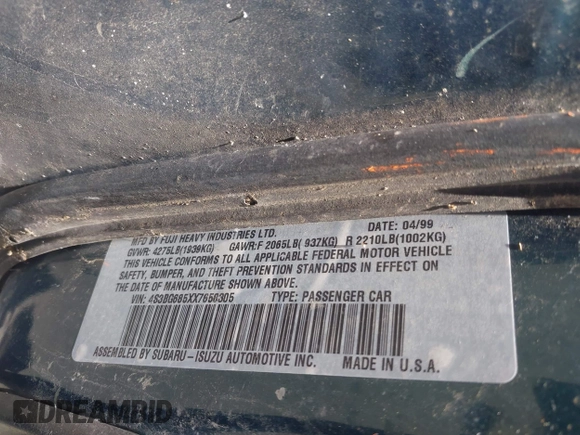 MFD BY FUJI HEAVY INDUSTRIES LTD. DATE: 04/99
GVWR: 4275LB(1939KG) GAWR:F 2065LB( 937KG) R 2210LB(1002KG)
THIS VEHICLE CONFORMS TO ALL APPLICABLE FEDERAL MOTOR VEHICLE
SAFETY, BUMPER, AND THEFT PREVENTION STANDARDS IN EFFECT ON
THE DATE OF MANUFACTURE SHOWN ABOVE.
VIN: 4S3BG685XX7656305 TYPE: PASSENGER CAR
ASSEMBLED BY SUBARU-ISUZU AUTOMOTIVE INC. MADE IN U.S.A.
DREAMBID